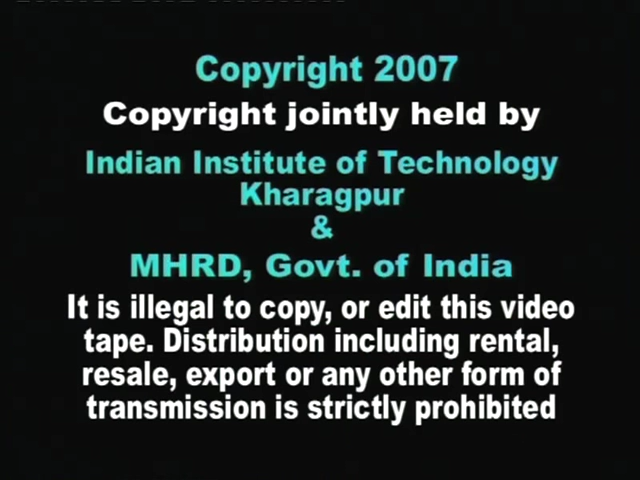 Copyright 2007
Copyright jointly held by
Indian Institute of Technology
Kharagpur
&
MHRD, Govt. of India
It is illegal to copy, or edit this video
tape. Distribution including rental,
resale, export or any other form of
transmission is strictly prohibited